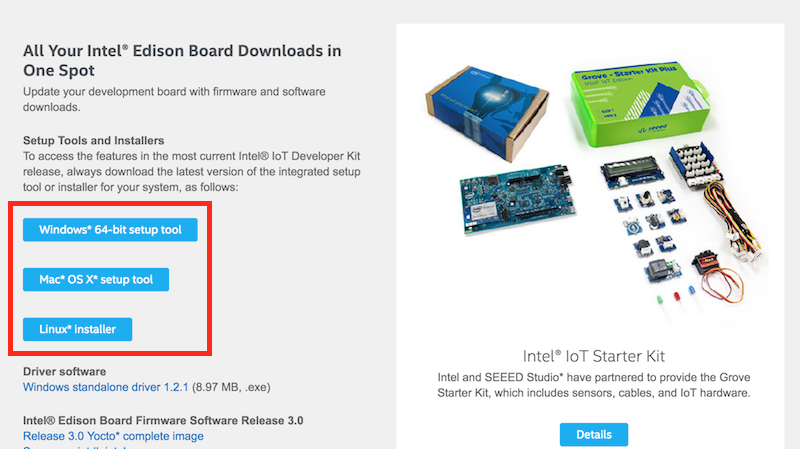 All Your Intel® Edison Board Downloads in
One Spot
Update your development board with firmware and software
downloads.
Setup Tools and Installers
To access the features in the most current Intel® IoT Developer Kit
release, always download the latest version of the integrated setup
tool or installer for your system, as follows:
Windows* 64-bit setup tool
Mac* OS X* setup tool
Linux* installer
Driver software
Windows standalone driver 1.2.1 (8.97 MB, .exe)
Intel® Edison Board Firmware Software Release 3.0
Release 3.0 Yocto* complete image
Grove - Starter Kit Plus
Intel IoT Edition
seeed
Intel® IoT Starter Kit
Intel and SEEED Studio* have partnered to provide the Grove
Starter Kit, which includes sensors, cables, and IoT hardware.
Details